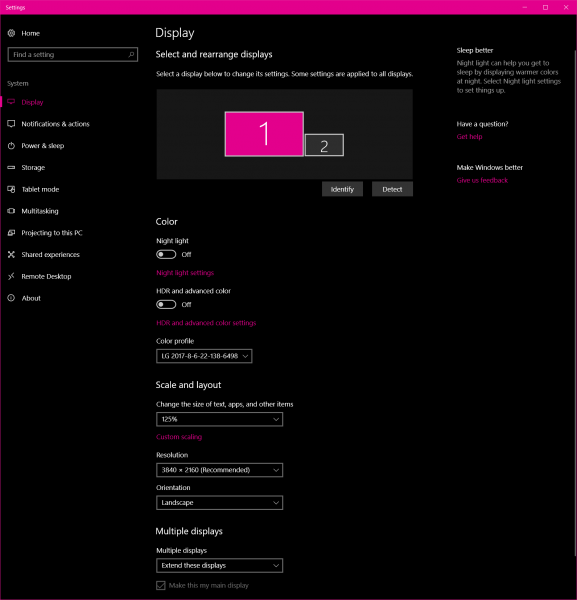 Settings
Home
Find a setting
System
Display
Notifications & actions
Power & sleep
Storage
Tablet mode
Multitasking
Projecting to this PC
Shared experiences
Remote Desktop
About
Display
Select and rearrange displays
Select a display below to change its settings. Some settings are applied to all displays.
1
2
Identify
Detect
Color
Night light
Off
Night light settings
HDR and advanced color
Off
HDR and advanced color settings
Color profile
LG 2017-8-6-22-138-6498
Scale and layout
Change the size of text, apps, and other items
125%
Custom scaling
Resolution
3840 × 2160 (Recommended)
Orientation
Landscape
Multiple displays
Multiple displays
Extend these displays
Make this my main display
Sleep better
Night light can help you get to
sleep by displaying warmer colors
at night. Select Night light settings
to set things up.
Have a question?
Get help
Make Windows better
Give us feedback